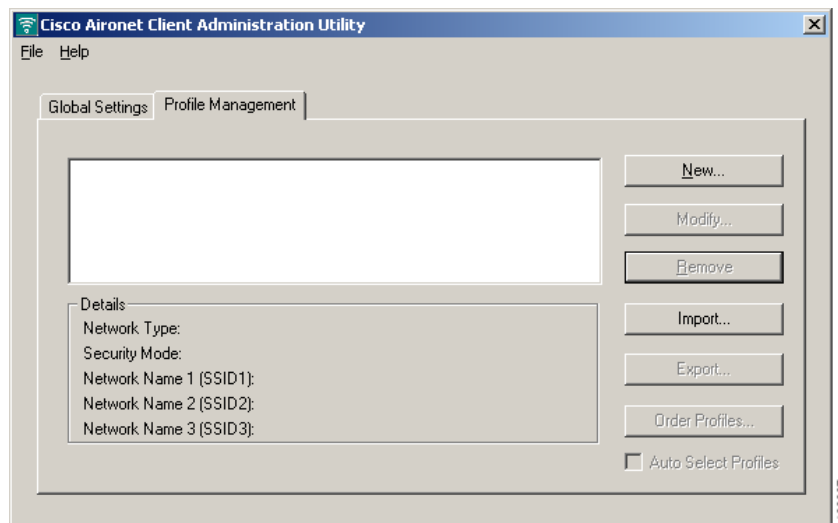 Cisco Aironet Client Administration Utility
File Help
Global Settings Profile Management
New...
Modify...
Remove
Import...
Export...
Order Profiles...
Auto Select Profiles
Details
Network Type:
Security Mode:
Network Name 1 (SSID1):
Network Name 2 (SSID2):
Network Name 3 (SSID3):